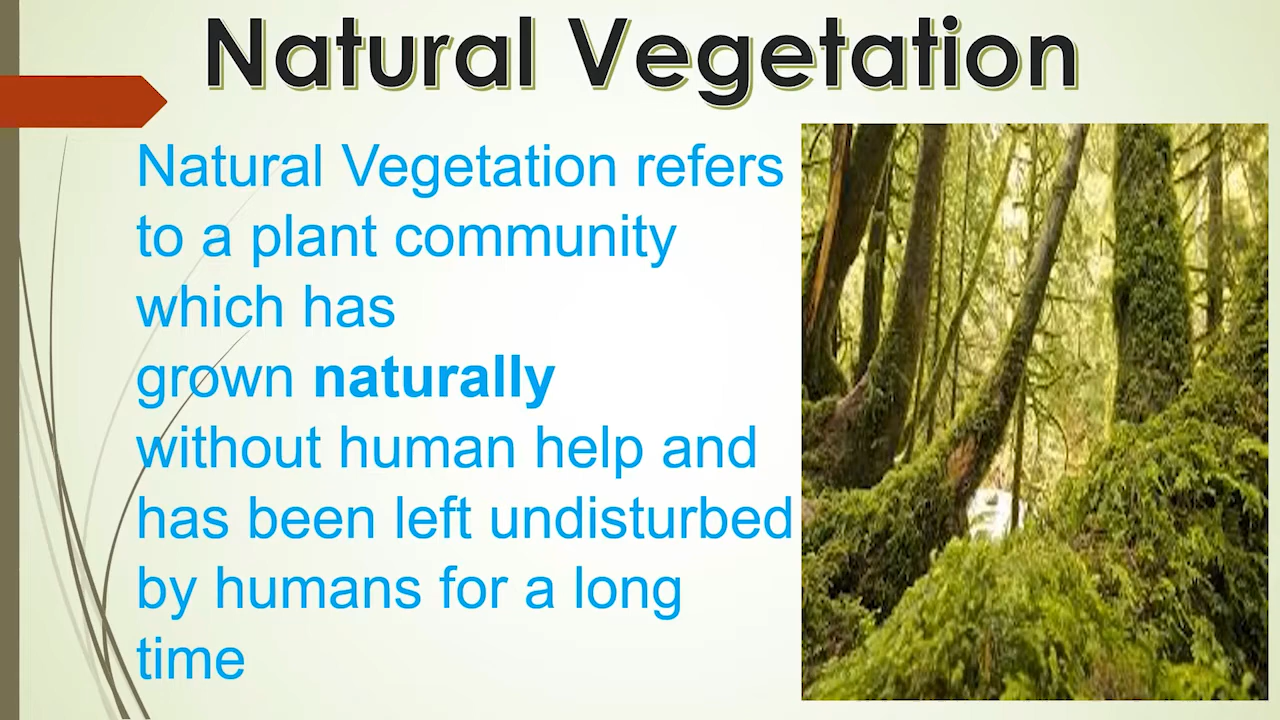 Natural Vegetation
Natural Vegetation refers
to a plant community
which has
grown naturally
without human help and
has been left undisturbed
by humans for a long
time